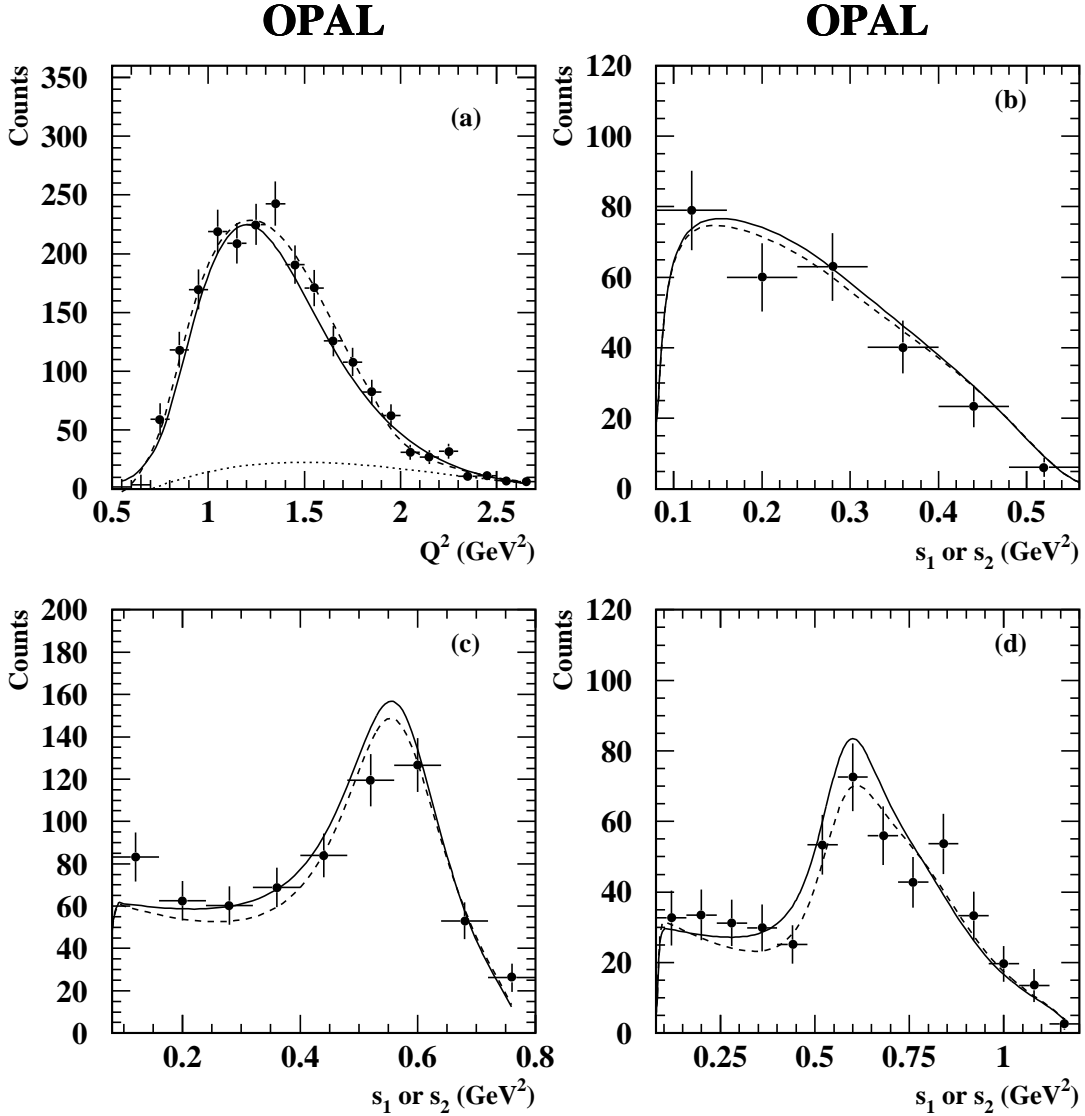 OPAL
OPAL
Counts
350
300
250
200
150
100
50
0
(a)
0.5 1 1.5 2 2.5
Q² (GeV²)
Counts
120
100
80
60
40
20
0
(b)
0.1 0.2 0.3 0.4 0.5
s₁ or s₂ (GeV²)
Counts
200
180
160
140
120
100
80
60
40
20
0
(c)
0.2 0.4 0.6 0.8
s₁ or s₂ (GeV²)
Counts
120
100
80
60
40
20
0
(d)
0.25 0.5 0.75 1
s₁ or s₂ (GeV²)